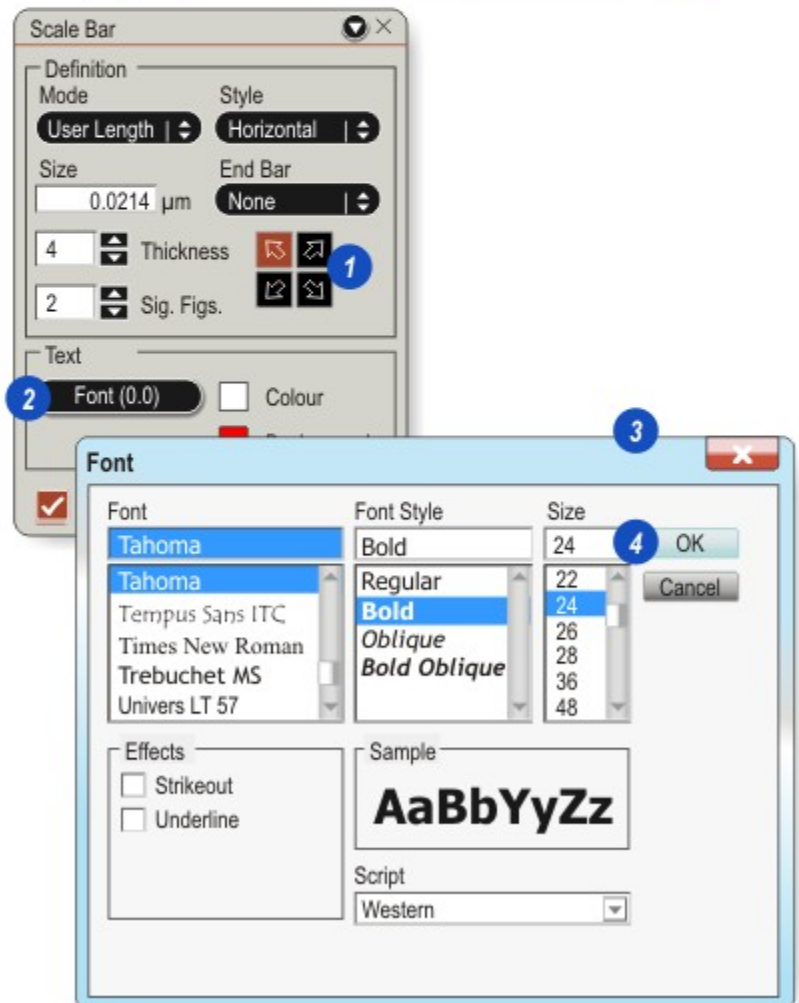 Scale Bar
Definition
Mode Style
User Length Horizontal
Size End Bar
0.0214 µm None
4 Thickness
1
2 Sig. Figs.
Text
2 Font (0.0) Colour
3
Font
Font Font Style Size
Tahoma Bold 24 4 OK
Tahoma Regular 22 Cancel
Tempus Sans ITC Bold 24
Times New Roman Oblique 26
Trebuchet MS Bold Oblique 28
Univers LT 57 36
48
Effects Sample
Strikeout
Underline AaBbYyZz
Script
Western